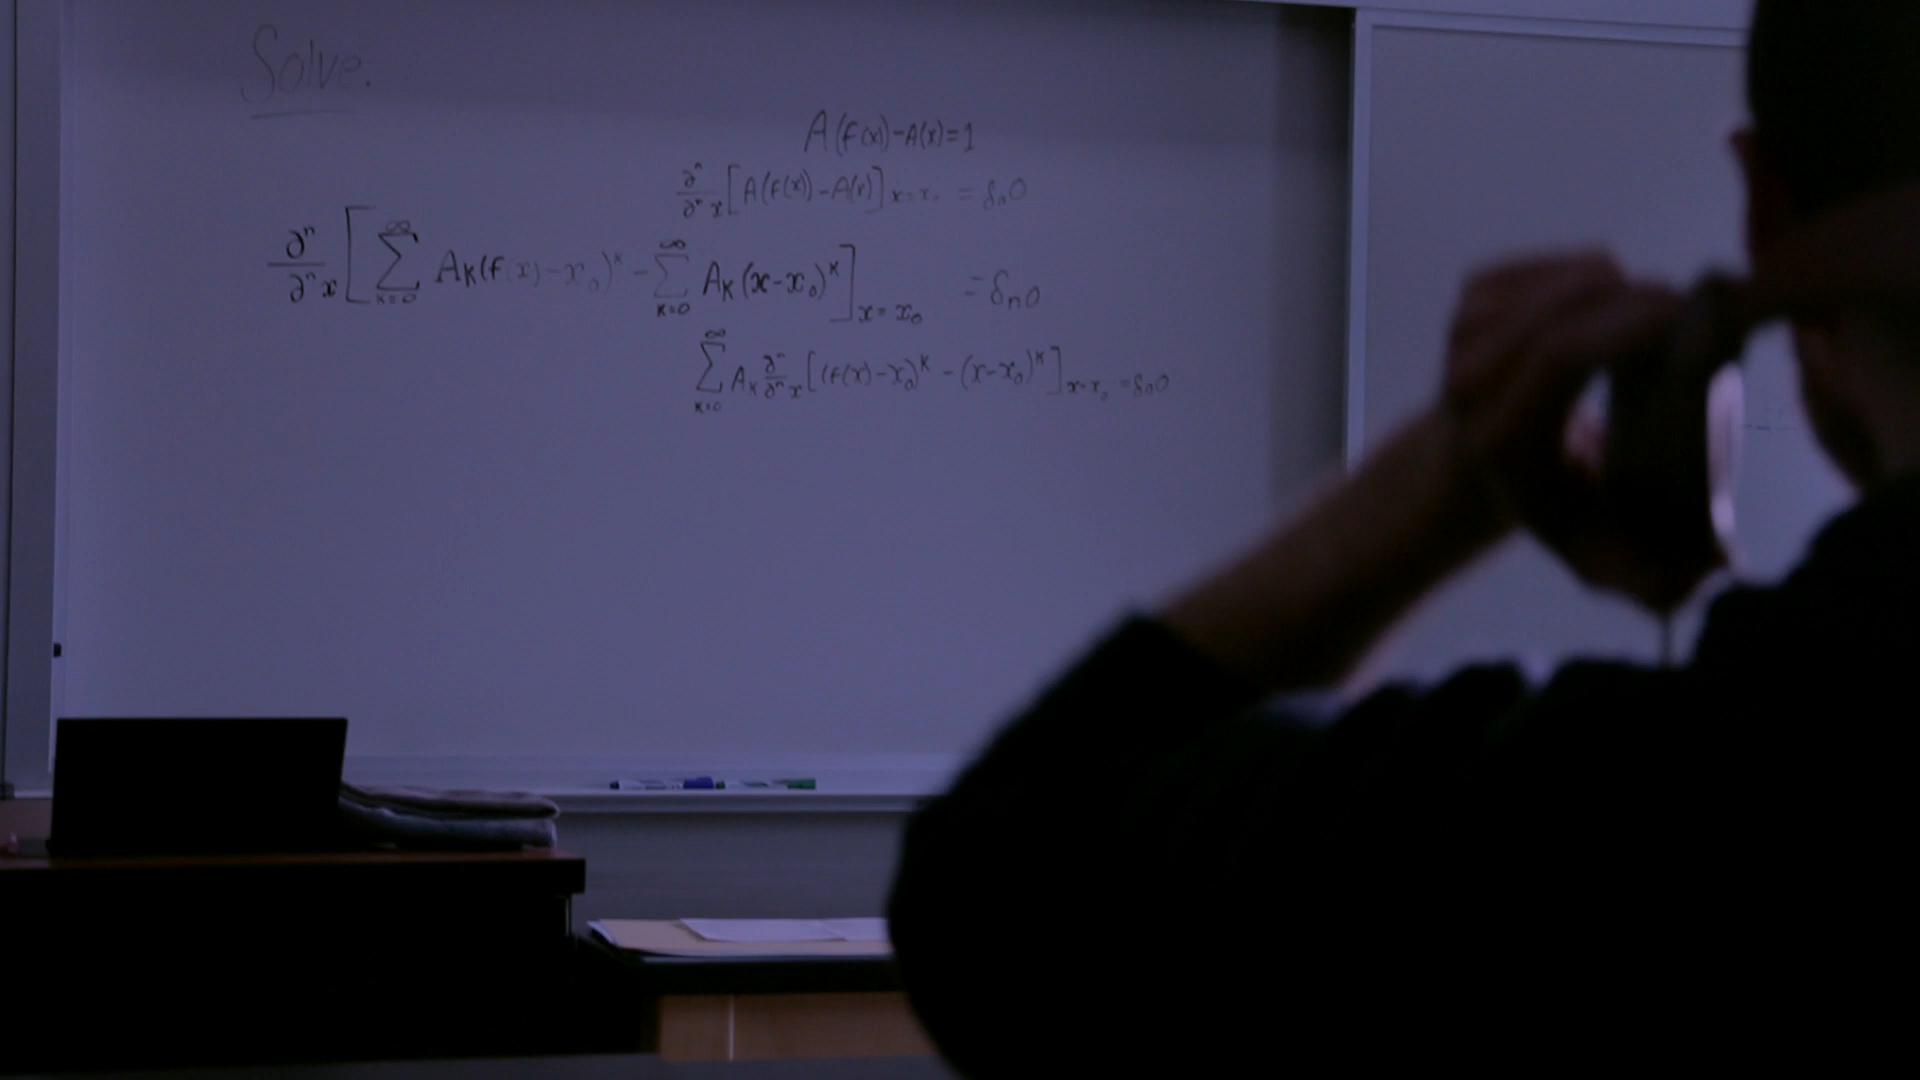 Solve.
A(f(x))-A(x)=1
∂ⁿ/∂ⁿx [A(f(x))-A(x)]x=x₀ = δn0
∂ⁿ/∂ⁿx [∞∑k=0 Aₖ(f(x)-x₀)ᵏ - ∞∑k=0 Aₖ(x-x₀)ᵏ]x=x₀ = δn0
∞∑k=0 Aₖ ∂ⁿ/∂ⁿx [(f(x)-x₀)ᵏ - (x-x₀)ᵏ]x=x₀ = δn0